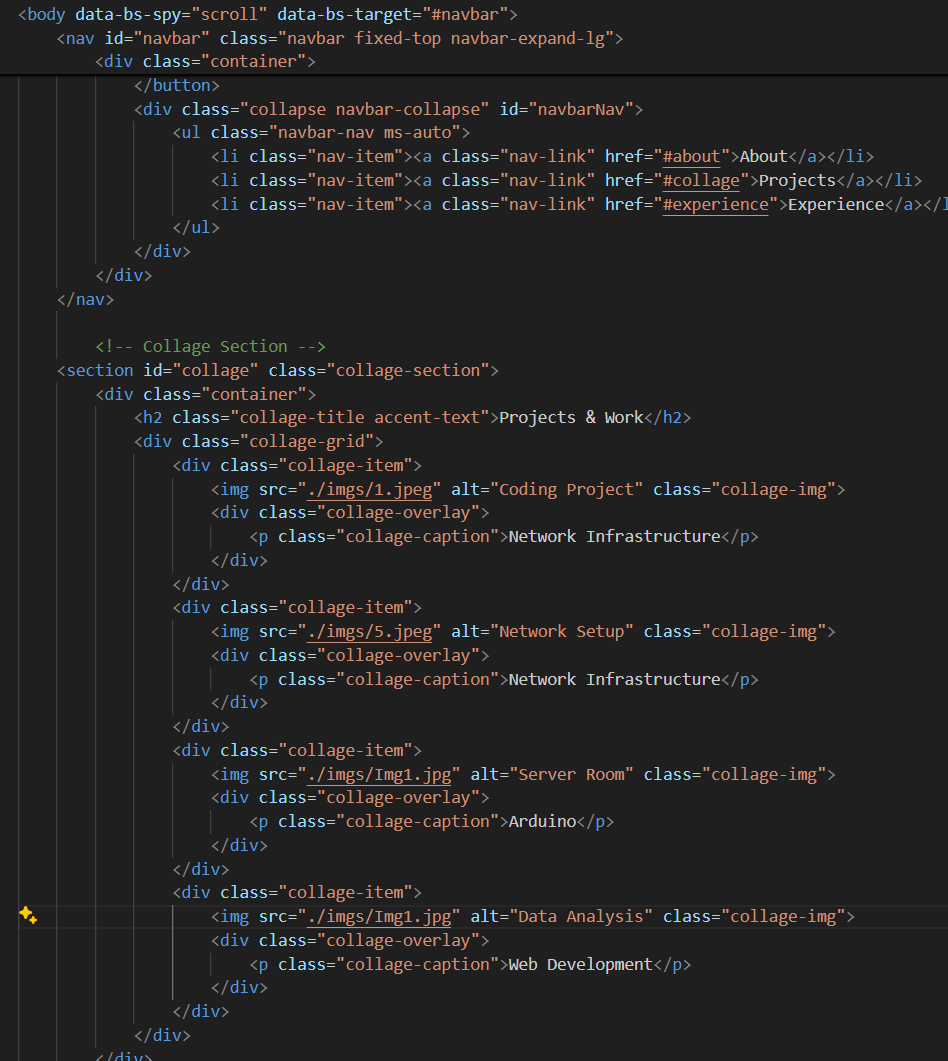 <body data-bs-spy="scroll" data-bs-target="#navbar">
    <nav id="navbar" class="navbar fixed-top navbar-expand-lg">
        <div class="container">
            </button>
            <div class="collapse navbar-collapse" id="navbarNav">
                <ul class="navbar-nav ms-auto">
                    <li class="nav-item"><a class="nav-link" href="#about">About</a></li>
                    <li class="nav-item"><a class="nav-link" href="#collage">Projects</a></li>
                    <li class="nav-item"><a class="nav-link" href="#experience">Experience</a></l
                </ul>
            </div>
        </div>
    </nav>
        <!-- Collage Section -->
    <section id="collage" class="collage-section">
        <div class="container">
            <h2 class="collage-title accent-text">Projects & Work</h2>
            <div class="collage-grid">
                <div class="collage-item">
                    <img src="./imgs/1.jpeg" alt="Coding Project" class="collage-img">
                    <div class="collage-overlay">
                        <p class="collage-caption">Network Infrastructure</p>
                    </div>
                </div>
                <div class="collage-item">
                    <img src="./imgs/5.jpeg" alt="Network Setup" class="collage-img">
                    <div class="collage-overlay">
                        <p class="collage-caption">Network Infrastructure</p>
                    </div>
                </div>
                <div class="collage-item">
                    <img src="./imgs/Img1.jpg" alt="Server Room" class="collage-img">
                    <div class="collage-overlay">
                        <p class="collage-caption">Arduino</p>
                    </div>
                </div>
                <div class="collage-item">
                    <img src="./imgs/Img1.jpg" alt="Data Analysis" class="collage-img">
                    <div class="collage-overlay">
                        <p class="collage-caption">Web Development</p>
                    </div>
                </div>
            </div>
        </div>